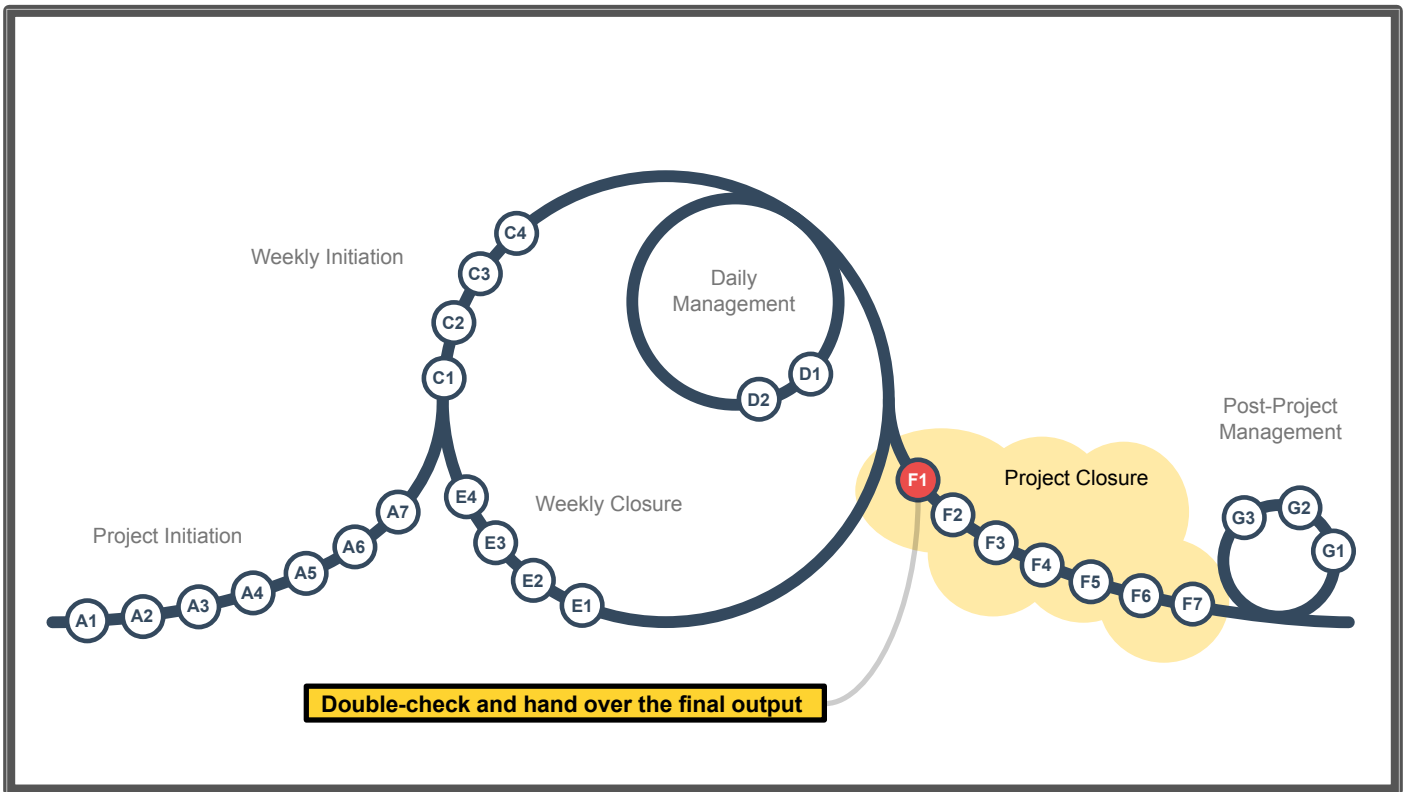 Project Initiation
A1
A2
A3
A4
A5
A6
A7
Weekly Initiation
C1
C2
C3
C4
Daily
Management
D1
D2
Weekly Closure
E1
E2
E3
E4
Project Closure
F1
F2
F3
F4
F5
F6
F7
Post-Project
Management
G1
G2
G3
Double-check and hand over the final output